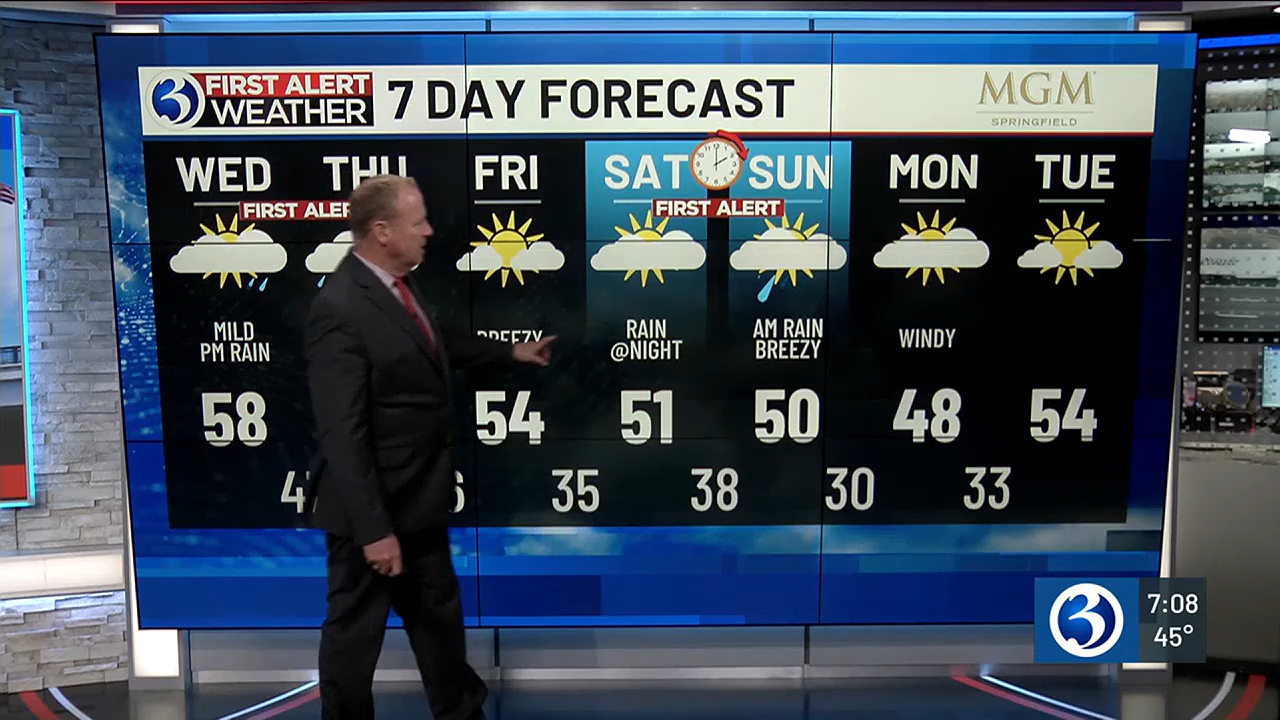 3 FIRST ALERT WEATHER
7 DAY FORECAST
MGM
SPRINGFIELD
WED THU FRI SAT SUN MON TUE
FIRST ALER FIRST ALERT
MILD
PM RAIN
BREEZY
RAIN
@NIGHT
AM RAIN
BREEZY
WINDY
58 54 51 50 48 54
35 38 30 33
3 7:08
45°